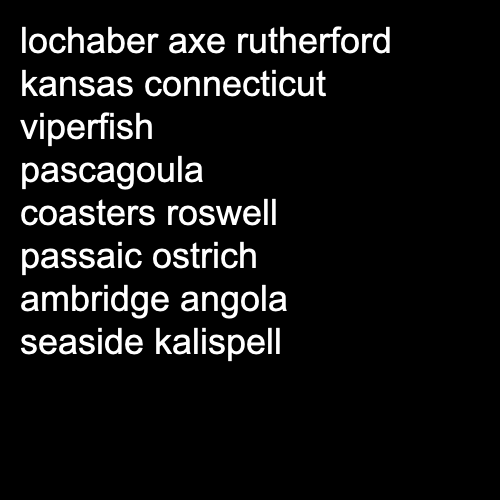 lochaber axe rutherford
kansas connecticut
viperfish
pascagoula
coasters roswell
passaic ostrich
ambridge angola
seaside kalispell